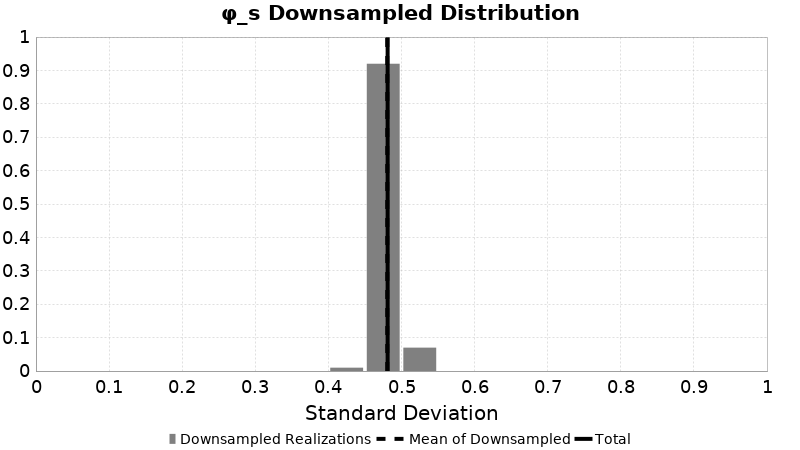 φ_s Downsampled Distribution
1
0.9
0.8
0.7
0.6
0.5
0.4
0.3
0.2
0.1
0
0 0.1 0.2 0.3 0.4 0.5 0.6 0.7 0.8 0.9 1
Standard Deviation
Downsampled Realizations Mean of Downsampled Total